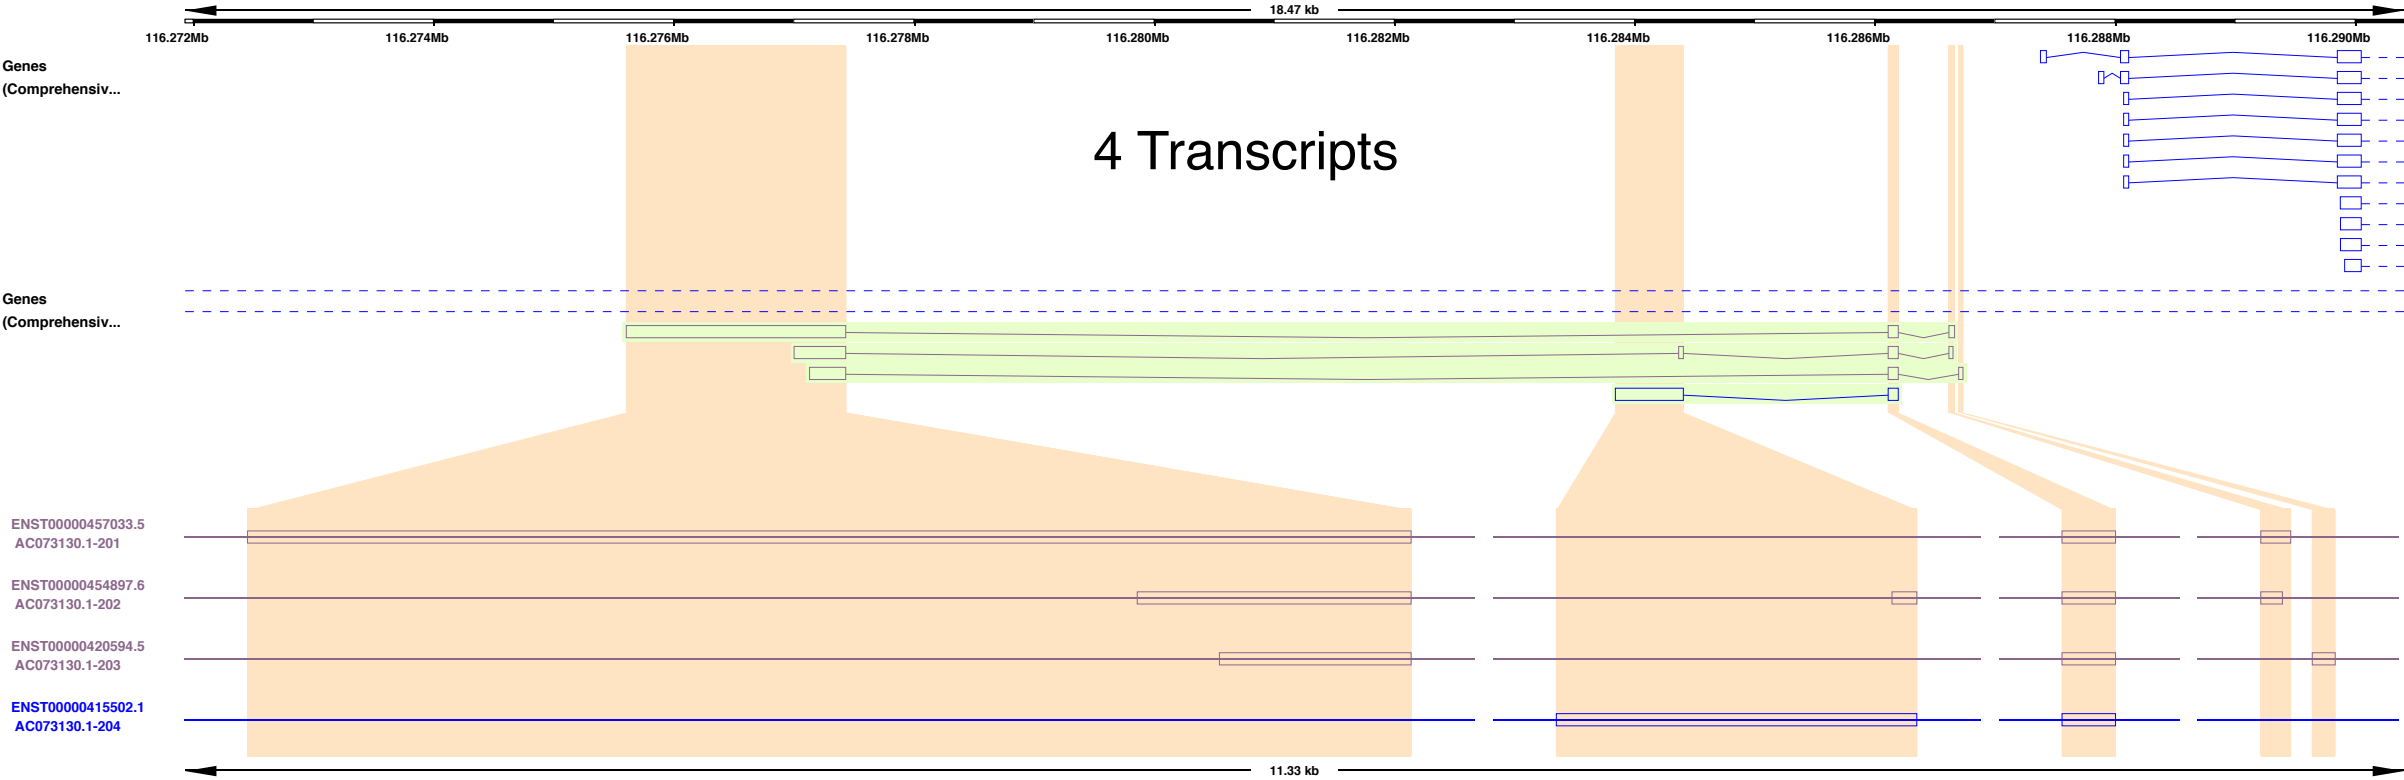 18.47 kb
116.272Mb 116.274Mb 116.276Mb 116.278Mb 116.280Mb 116.282Mb 116.284Mb 116.286Mb 116.288Mb 116.290Mb
Genes
(Comprehensiv...
4 Transcripts
Genes
(Comprehensiv...
ENST00000457033.5
AC073130.1-201
ENST00000454897.6
AC073130.1-202
ENST00000420594.5
AC073130.1-203
ENST00000415502.1
AC073130.1-204
11.33 kb